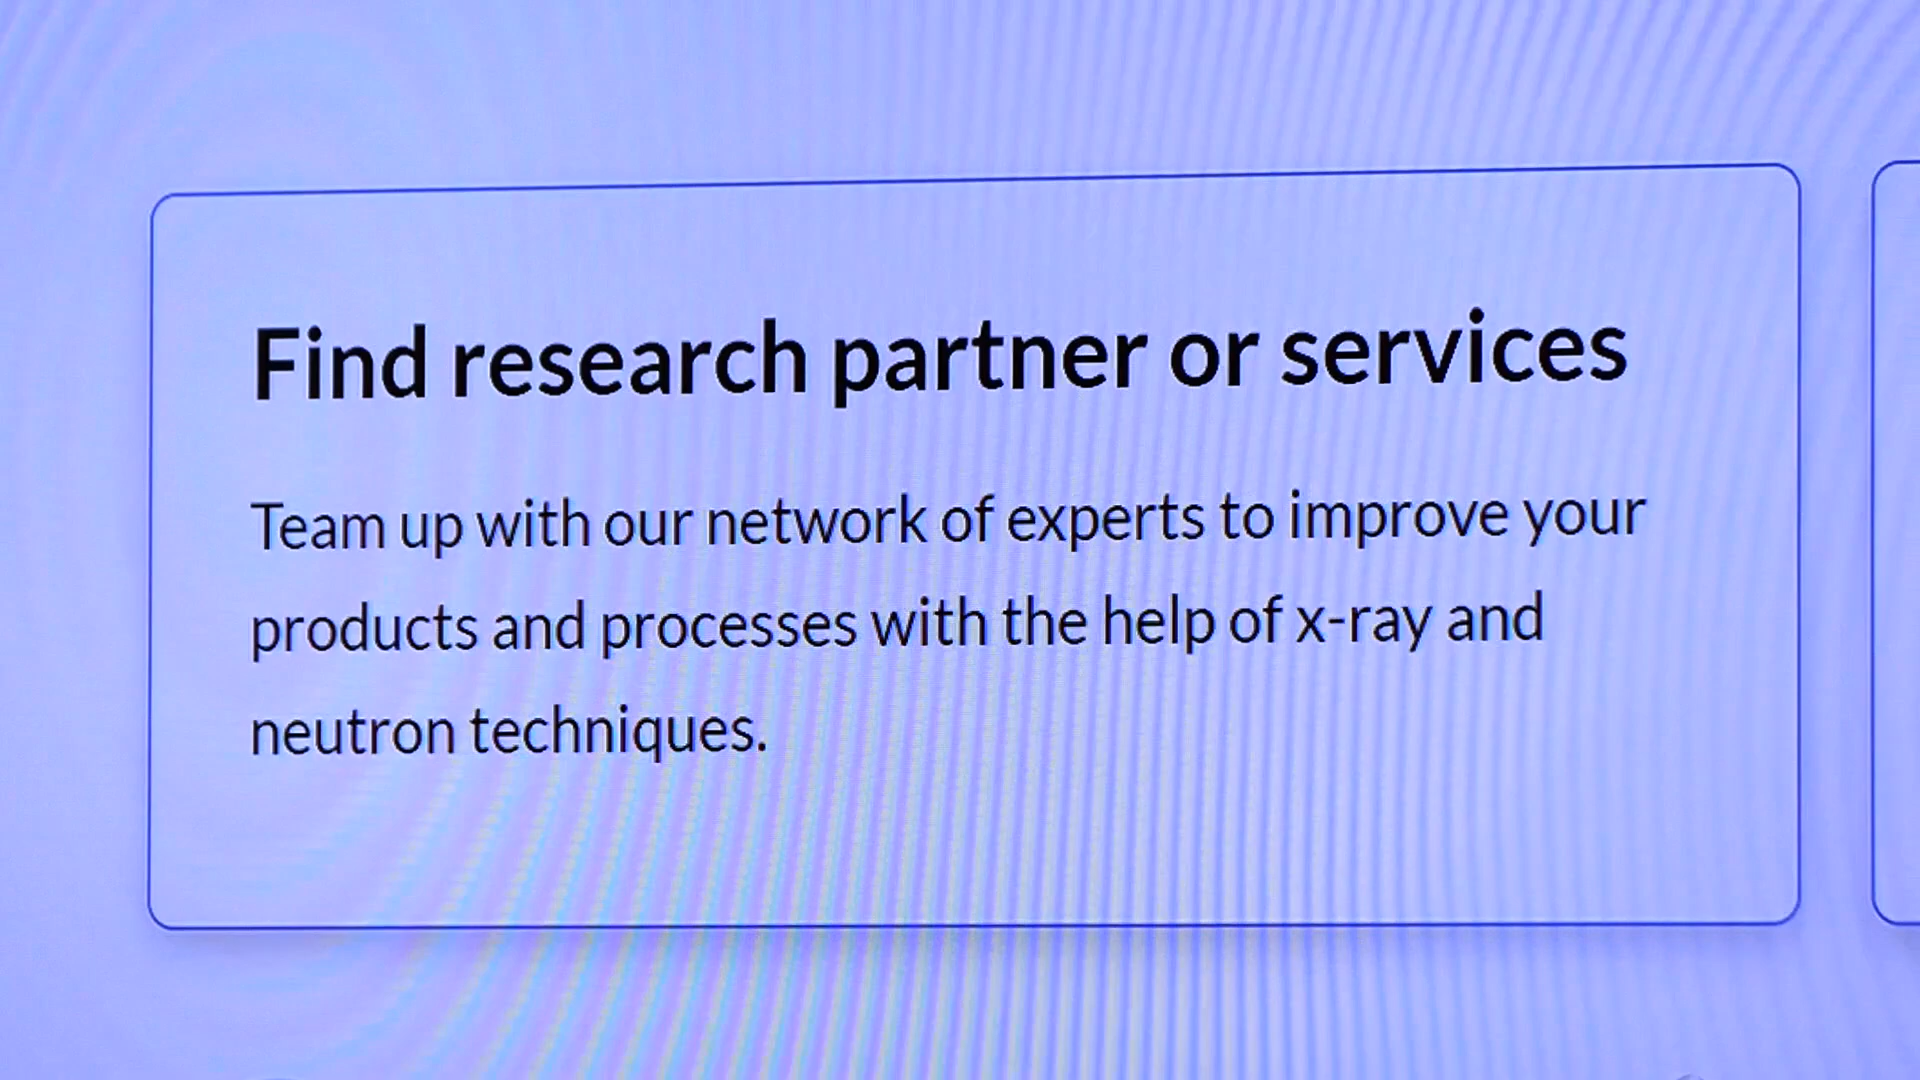 Find research partner or services
Team up with our network of experts to improve your
products and processes with the help of x-ray and
neutron techniques.